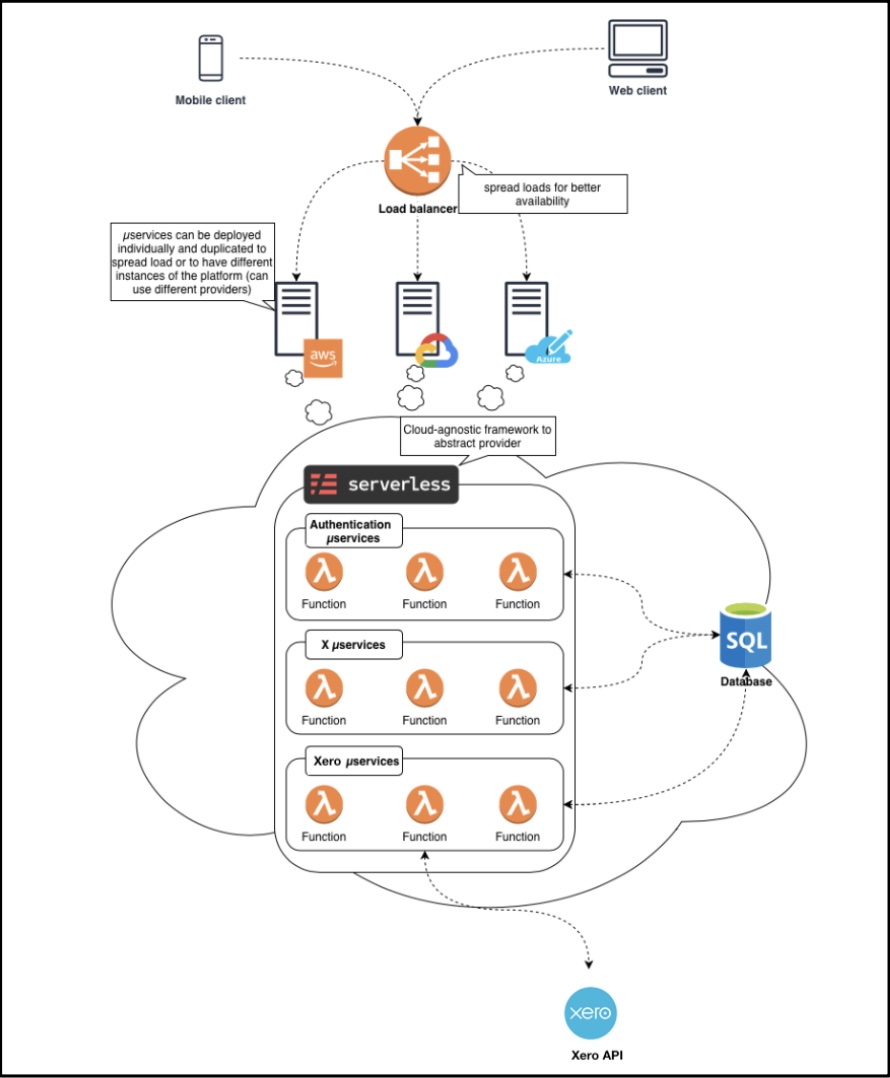 Mobile client
Web client
Load balancer
spread loads for better
availability
µservices can be deployed
individually and duplicated to
spread load or to have different
instances of the platform (can
use different providers)
aws
Azure
Cloud-agnostic framework to
abstract provider
serverless
Authentication
µservices
Function
Function
Function
X µservices
Function
Function
Function
SQL
Database
Xero µservices
Function
Function
Function
xero
Xero API